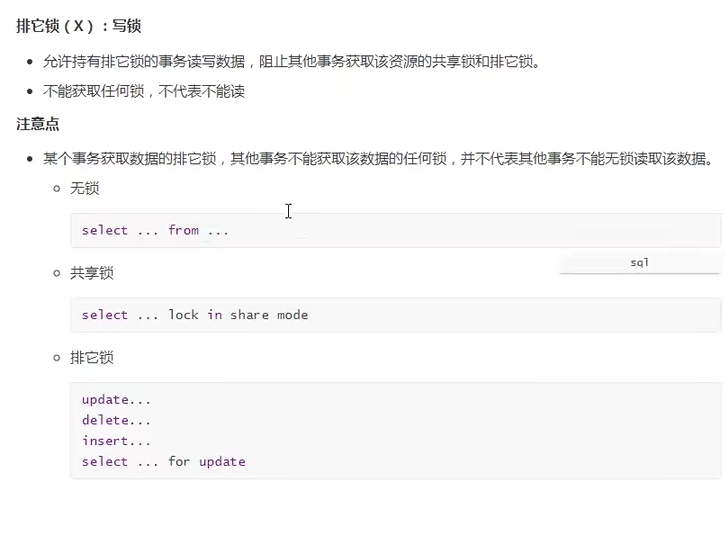 排它锁（X）：写锁
允许持有排它锁的事务读写数据，阻止其他事务获取该资源的共享锁和排它锁。
不能获取任何锁，不代表不能读
注意点
某个事务获取数据的排它锁，其他事务不能获取该数据的任何锁，并不代表其他事务不能无锁读取该数据。
无锁
select ... from ...
sql
共享锁
select ... lock in share mode
排它锁
update...
delete...
insert...
select ... for update